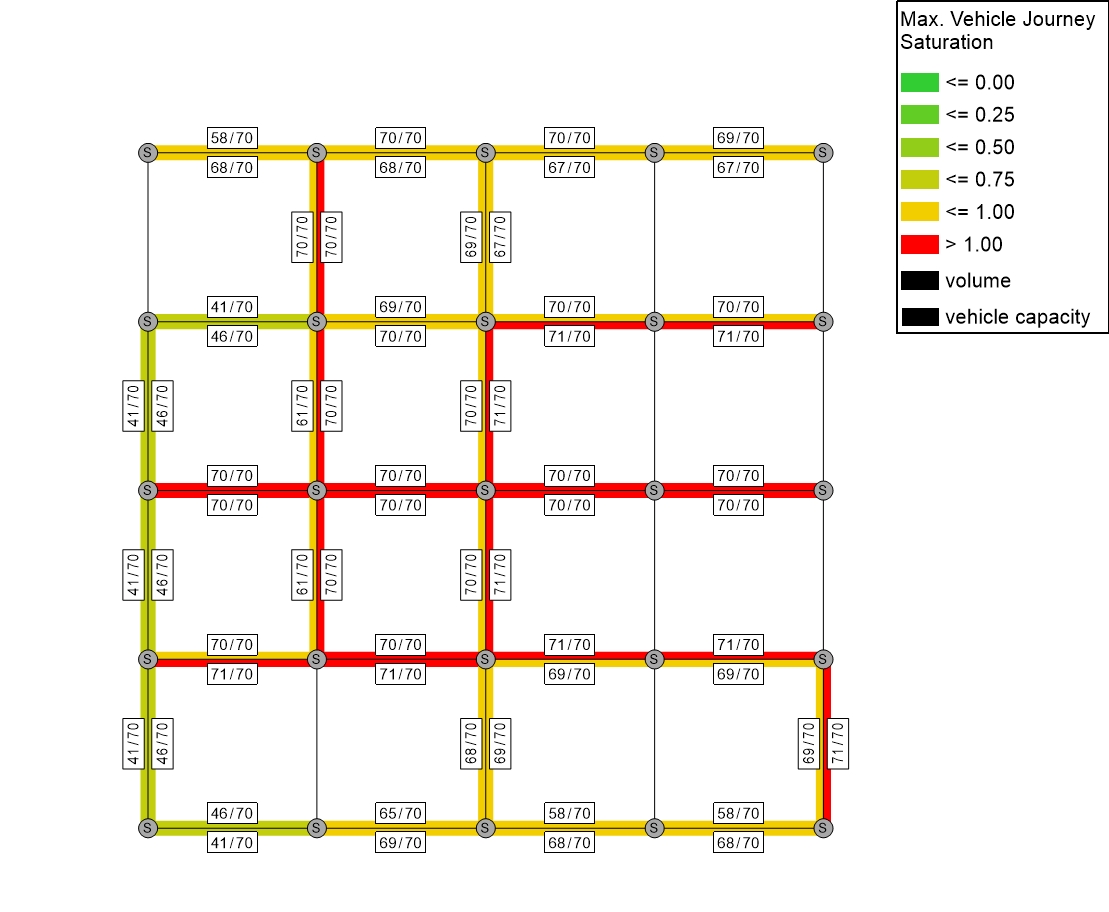 Max. Vehicle Journey
Saturation
<= 0.00
<= 0.25
<= 0.50
<= 0.75
<= 1.00
> 1.00
volume
vehicle capacity
58/70 70/70 70/70 69/70
S S S S S
68/70 68/70 67/70 67/70
70/70 70/70 69/70 67/70
41/70 69/70 70/70 70/70
S S S S S
46/70 70/70 71/70 71/70
41/70 46/70 61/70 70/70 70/70 71/70
70/70 70/70 70/70 70/70
S S S S S
70/70 70/70 70/70 70/70
41/70 46/70 61/70 70/70 70/70 71/70
70/70 70/70 71/70 71/70
S S S S S
71/70 71/70 69/70 69/70
41/70 46/70 68/70 69/70 69/70 71/70
46/70 65/70 58/70 58/70
S S S S S
41/70 69/70 68/70 68/70